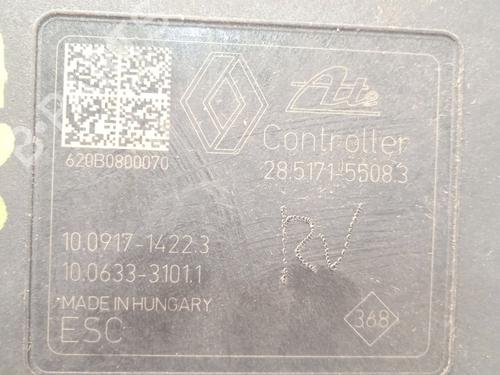 Ate
Controller
620B0800070
28.5171-5508.3
10.0917-1422.3
10.0633-3101.1
MADE IN HUNGARY
ESC
368
RV